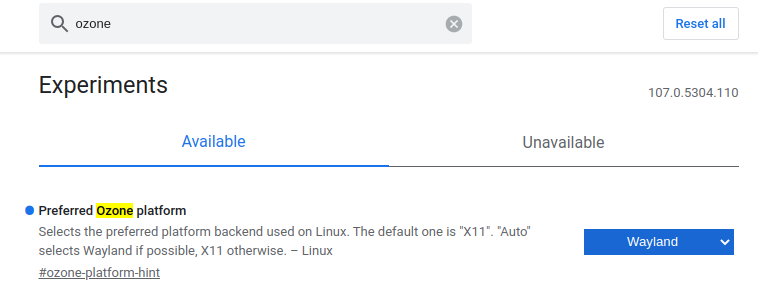 ozone
Reset all
Experiments
107.0.5304.110
Available
Unavailable
Preferred Ozone platform
Selects the preferred platform backend used on Linux. The default one is "X11". "Auto"
selects Wayland if possible, X11 otherwise. – Linux
#ozone-platform-hint
Wayland